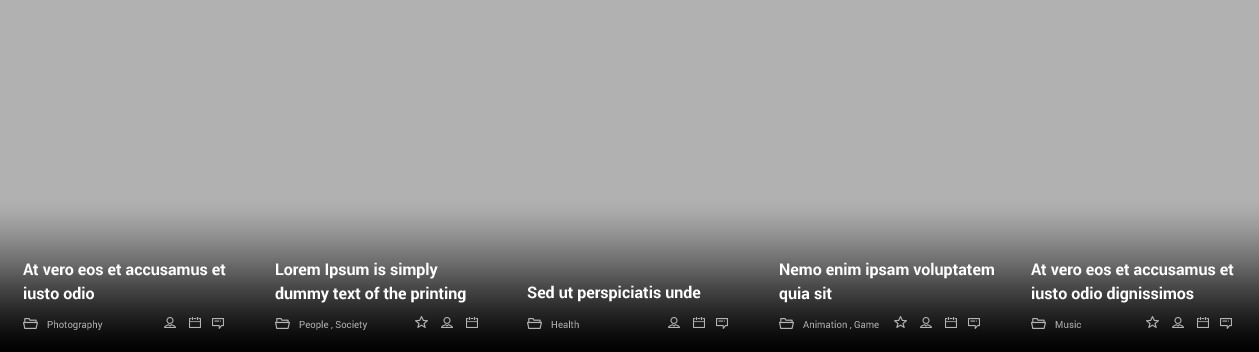 At vero eos et accusamus et
iusto odio
Photography
Lorem Ipsum is simply
dummy text of the printing
People , Society
Sed ut perspiciatis unde
Health
Nemo enim ipsam voluptatem
quia sit
Animation , Game
At vero eos et accusamus et
iusto odio dignissimos
Music